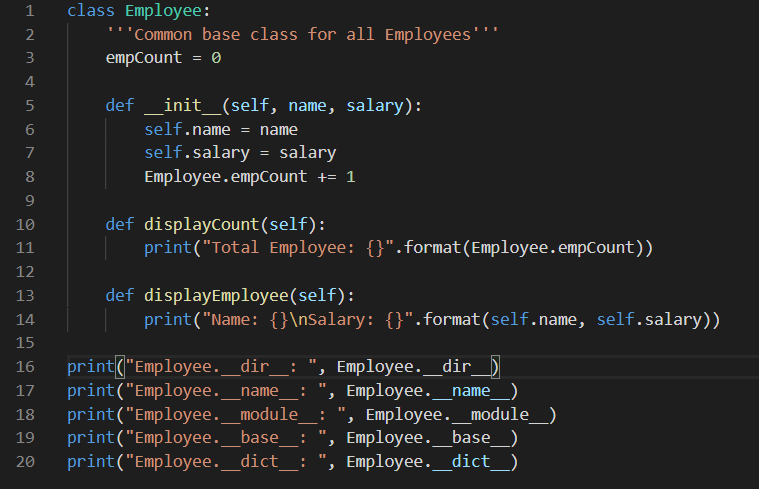 1 class Employee:
2     '''Common base class for all Employees'''
3     empCount = 0
4
5     def __init__(self, name, salary):
6         self.name = name
7         self.salary = salary
8         Employee.empCount += 1
9
10     def displayCount(self):
11         print("Total Employee: {}".format(Employee.empCount))
12
13     def displayEmployee(self):
14         print("Name: {}\nSalary: {}".format(self.name, self.salary))
15
16 print("Employee.__dir__: ", Employee.__dir__)
17 print("Employee.__name__: ", Employee.__name__)
18 print("Employee.__module__: ", Employee.__module__)
19 print("Employee.__base__: ", Employee.__base__)
20 print("Employee.__dict__: ", Employee.__dict__)